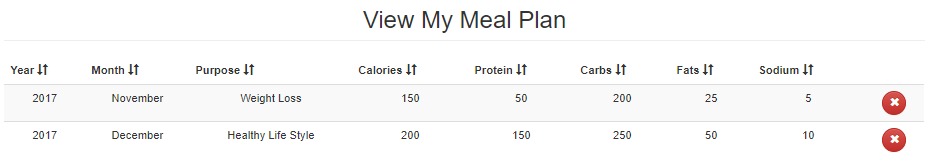 View My Meal Plan
Year Month Purpose Calories Protein Carbs Fats Sodium
2017 November Weight Loss 150 50 200 25 5
2017 December Healthy Life Style 200 150 250 50 10